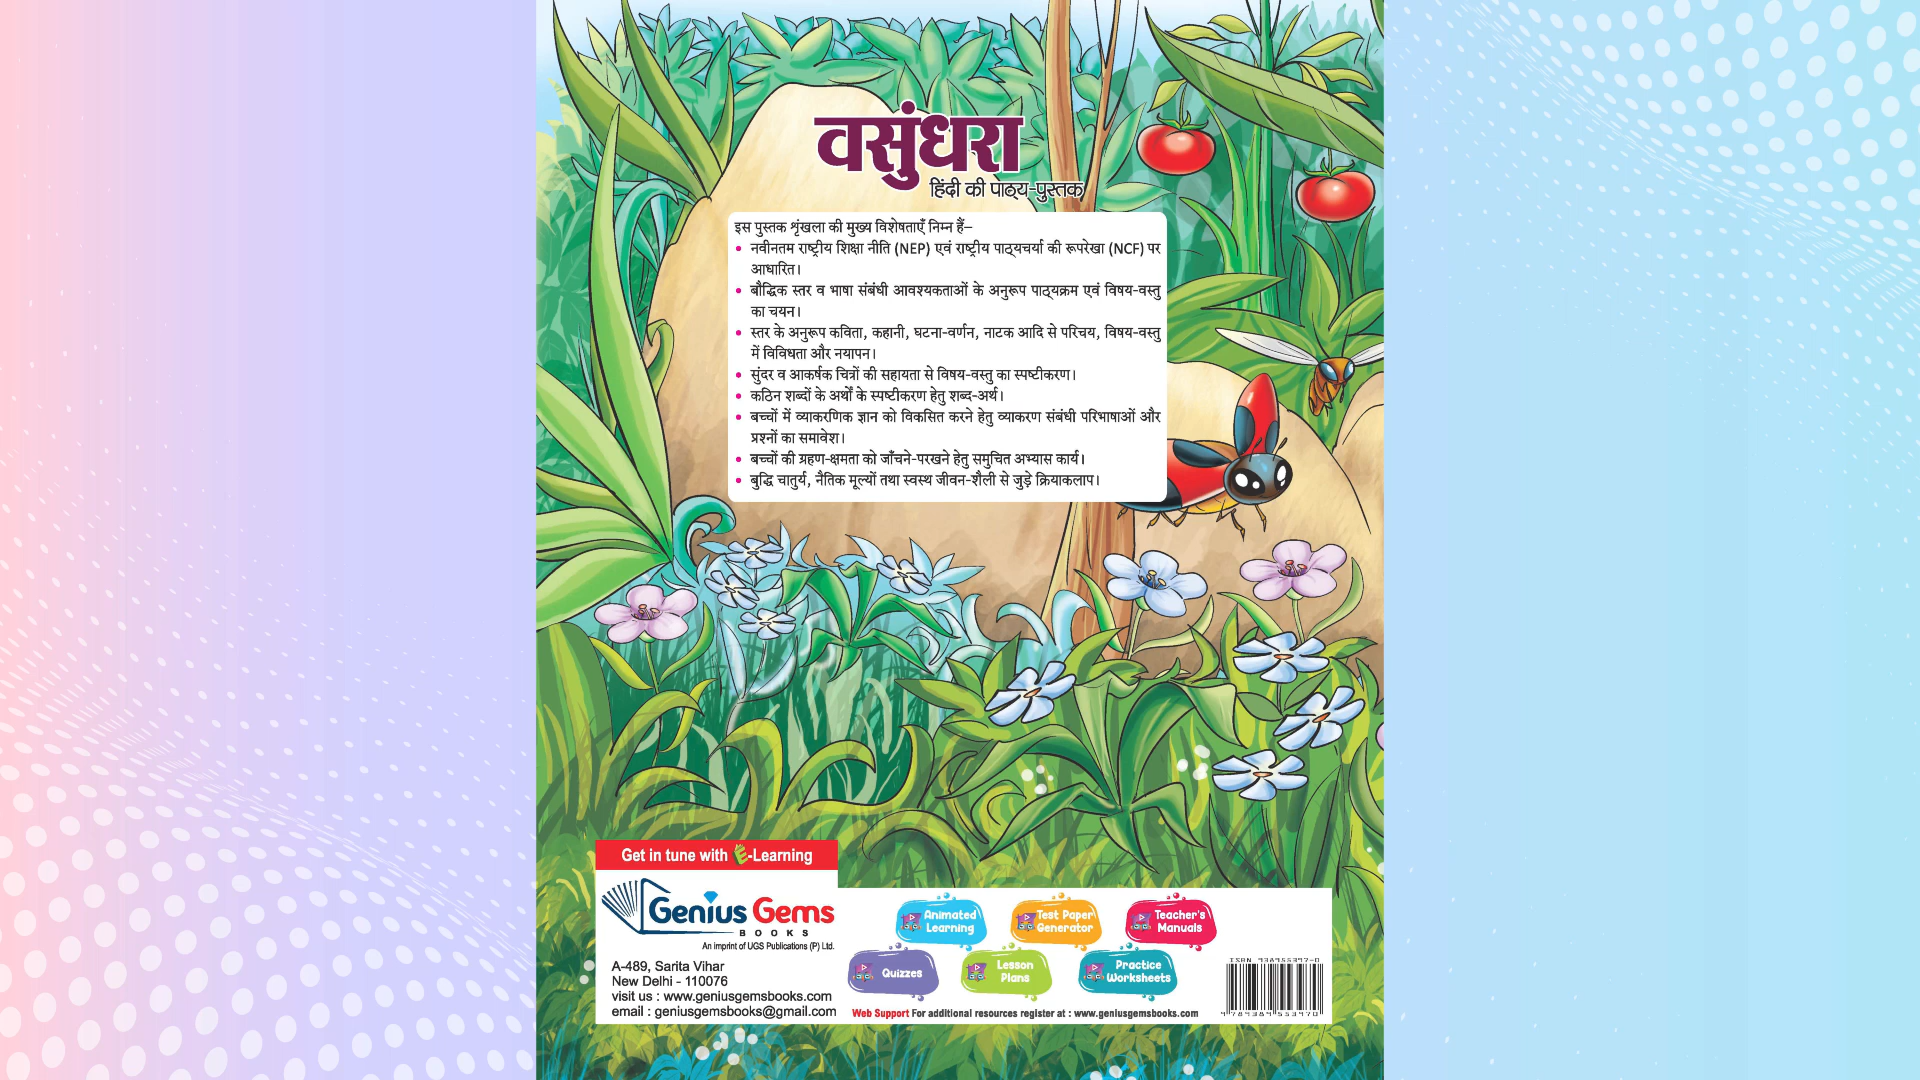 वसुंधरा
हिंदी की पाठ्य-पुस्तक
इस पुस्तक शृंखला की मुख्य विशेषताएँ निम्न हैं–
• नवीनतम राष्ट्रीय शिक्षा नीति (NEP) एवं राष्ट्रीय पाठ्यचर्या की रूपरेखा (NCF) पर
आधारित।
• बौद्धिक स्तर व भाषा संबंधी आवश्यकताओं के अनुरूप पाठ्यक्रम एवं विषय-वस्तु
का चयन।
• स्तर के अनुरूप कविता, कहानी, घटना-वर्णन, नाटक आदि से परिचय, विषय-वस्तु
में विविधता और नयापन।
• सुंदर व आकर्षक चित्रों की सहायता से विषय-वस्तु का स्पष्टीकरण।
• कठिन शब्दों के अर्थों के स्पष्टीकरण हेतु शब्द-अर्थ।
• बच्चों में व्याकरणिक ज्ञान को विकसित करने हेतु व्याकरण संबंधी परिभाषाओं और
प्रश्नों का समावेश।
• बच्चों की ग्रहण-क्षमता को जाँचने-परखने हेतु समुचित अभ्यास कार्य।
• बुद्धि चातुर्य, नैतिक मूल्यों तथा स्वस्थ जीवन-शैली से जुड़े क्रियाकलाप।
Get in tune with E-Learning
Genius Gems
BOOKS
An imprint of UGS Publications (P) Ltd.
A-489, Sarita Vihar
New Delhi - 110076
visit us : www.geniusgemsbooks.com
email : geniusgemsbooks@gmail.com
Animated
Learning
Test Paper
Generator
Teacher's
Manuals
Quizzes
Lesson
Plans
Practice
Worksheets
Web Support For additional resources register at : www.geniusgemsbooks.com
ISBN 938955397-0